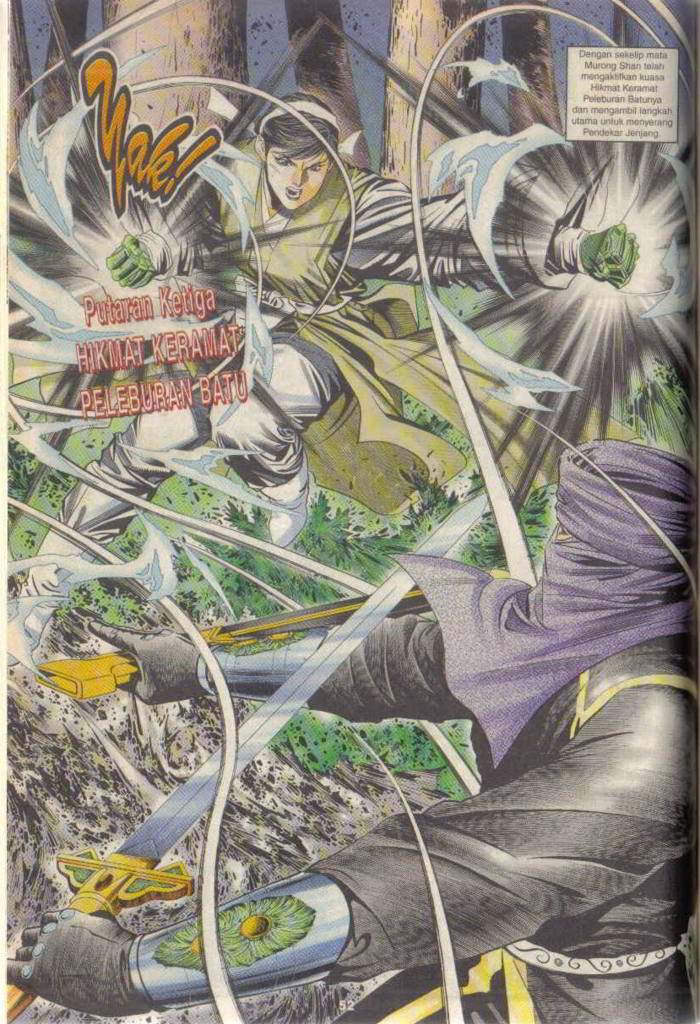 Dengan sekelip mata
Murong Shan telah
mengaktifkan kuasa
Hikmat Keramat
Peleburan Batunya
dan mengambil langkah
utama untuk menyerang
Pendekar Jenjang.
Yak!
Putaran Ketiga
HIKMAT KERAMAT
PELEBURAN BATU
52